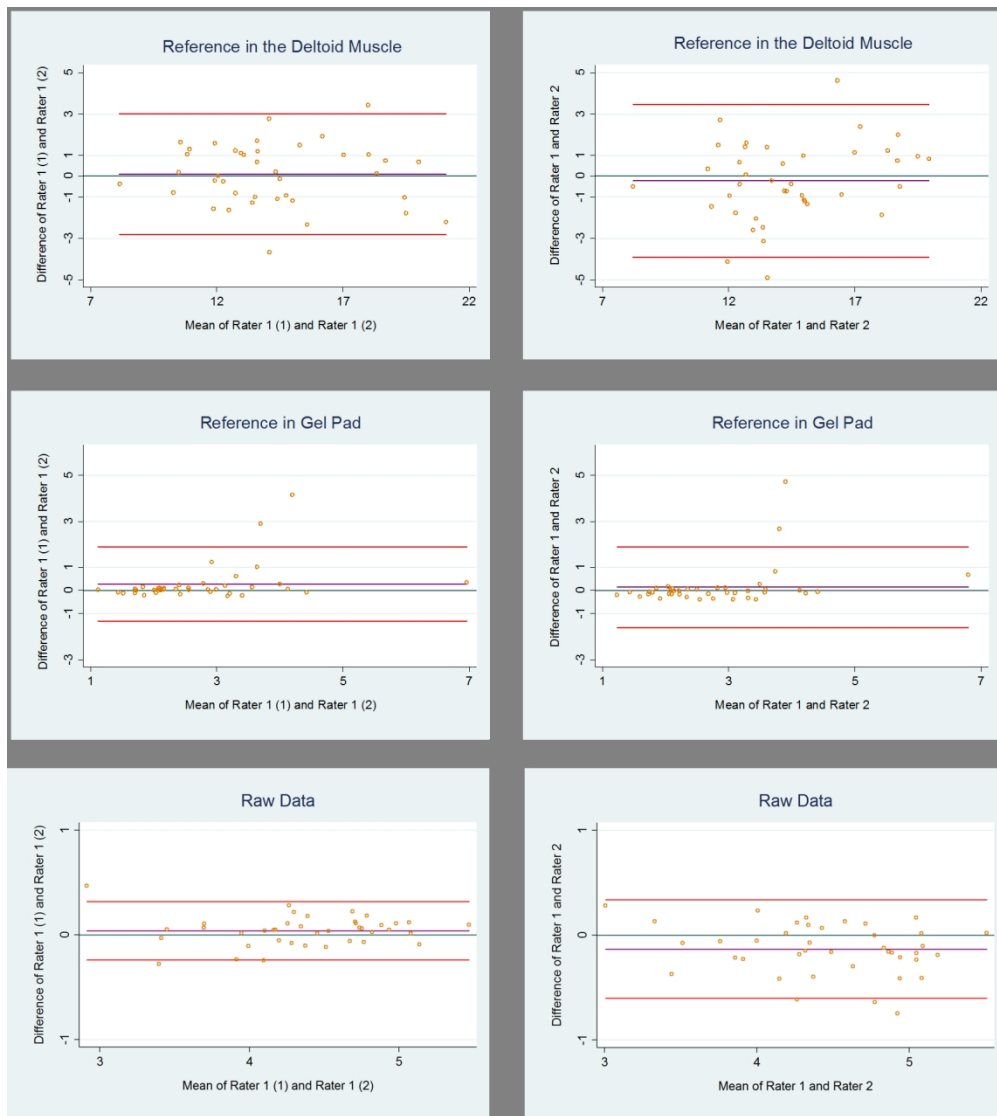 Reference in the Deltoid Muscle
Difference of Rater 1 (1) and Rater 1 (2)
5
3
1
0
-1
-3
-5
7 12 17 22
Mean of Rater 1 (1) and Rater 1 (2)
Reference in the Deltoid Muscle
Difference of Rater 1 and Rater 2
5
3
1
0
-1
-3
-5
7 12 17 22
Mean of Rater 1 and Rater 2
Reference in Gel Pad
Difference of Rater 1 (1) and Rater 1 (2)
5
3
1
0
-1
-3
1 3 5 7
Mean of Rater 1 (1) and Rater 1 (2)
Reference in Gel Pad
Difference of Rater 1 and Rater 2
5
3
1
0
-1
-3
1 3 5 7
Mean of Rater 1 and Rater 2
Raw Data
Difference of Rater 1 (1) and Rater 1 (2)
1
0
-1
3 4 5
Mean of Rater 1 (1) and Rater 1 (2)
Raw Data
Difference of Rater 1 and Rater 2
1
0
-1
3 4 5
Mean of Rater 1 and Rater 2